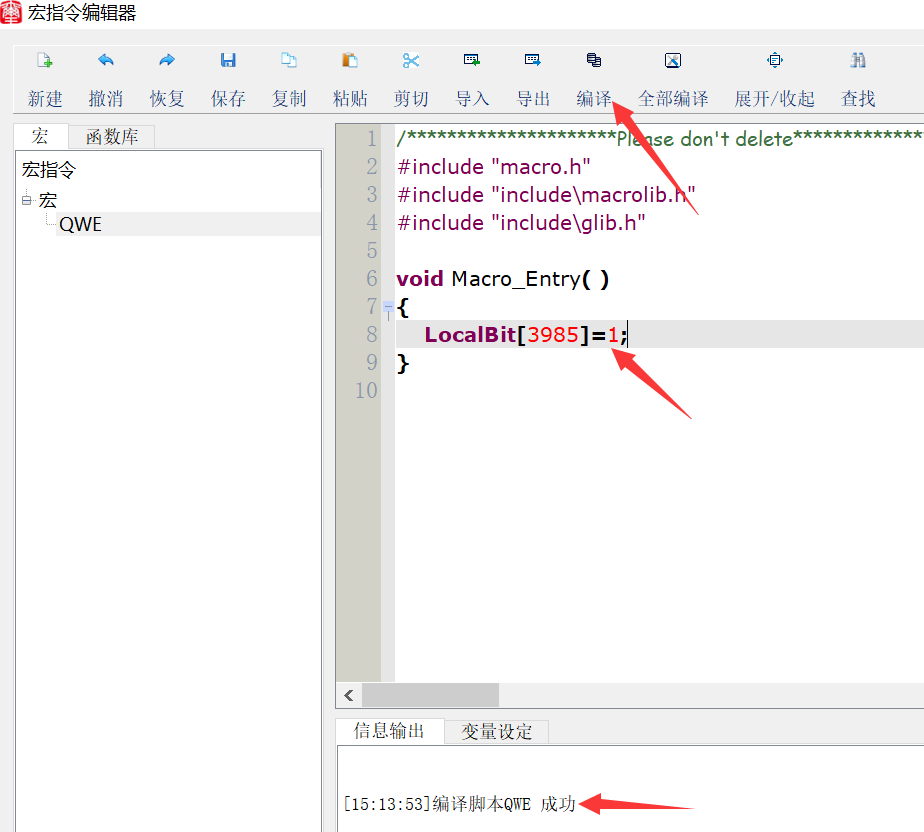 宏指令编辑器
新建 撤消 恢复 保存 复制 粘贴 剪切 导入 导出 编译 全部编译 展开/收起 查找
宏 函数库
宏指令
宏
QWE
1 /*********************Please don't delete*************
2 #include "macro.h"
3 #include "include\macrolib.h"
4 #include "include\glib.h"
5
6 void Macro_Entry( )
7 {
8 LocalBit[3985]=1;
9 }
10
信息输出 变量设定
[15:13:53]编译脚本QWE 成功